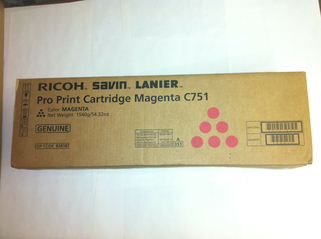 RICOH. savin. LANIER
Pro Print Cartridge Magenta C751
Color MAGENTA
Net Weight 1540g/54.32oz
GENUINE